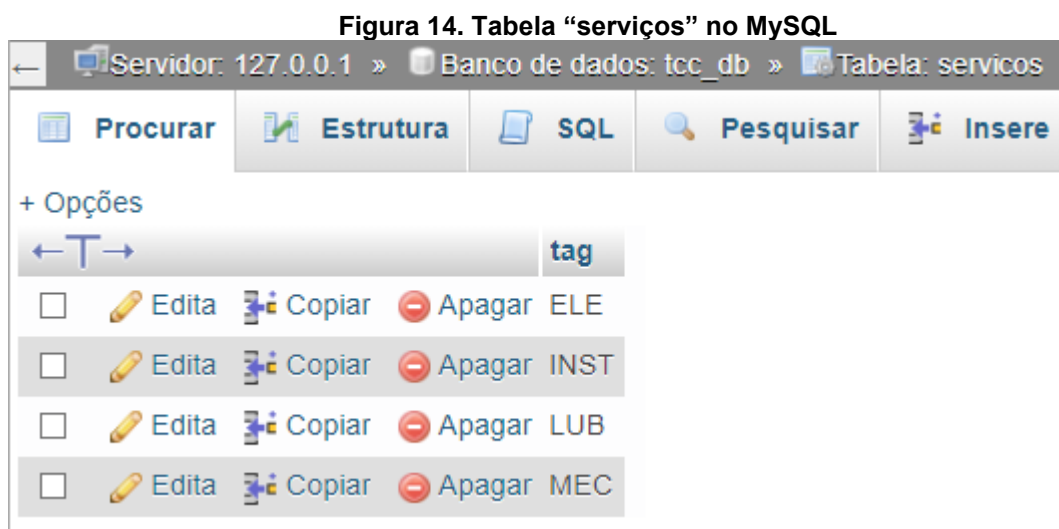 Figura 14. Tabela “serviços” no MySQL
← Servidor: 127.0.0.1 » Banco de dados: tcc_db » Tabela: servicos
Procurar Estrutura SQL Pesquisar Insere
+ Opções
←T→ tag
Edita Copiar Apagar ELE
Edita Copiar Apagar INST
Edita Copiar Apagar LUB
Edita Copiar Apagar MEC